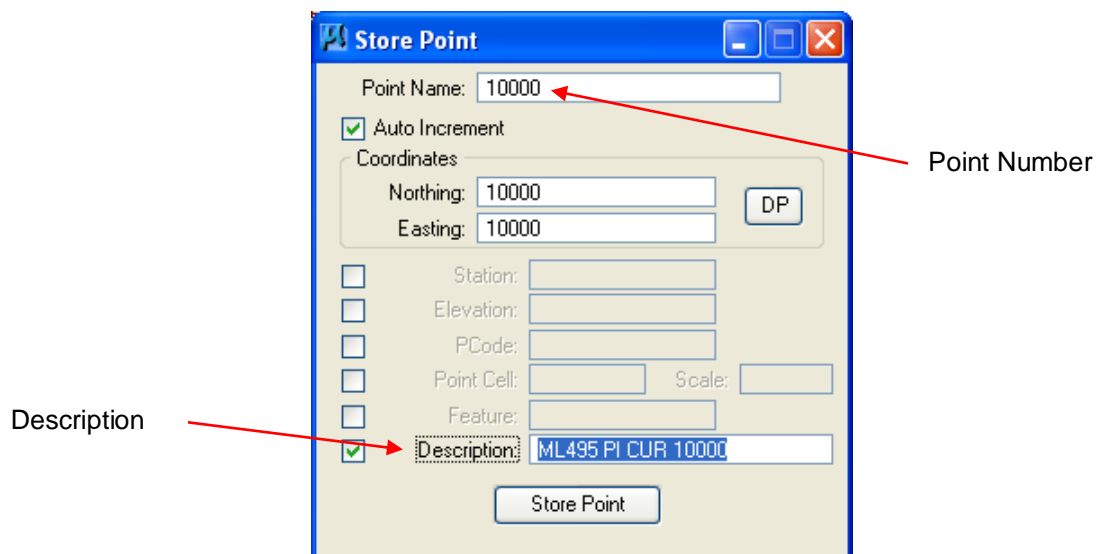 Store Point
Point Name: 10000
Auto Increment
Point Number
Coordinates
Northing: 10000
DP
Easting: 10000
Station:
Elevation:
PCode:
Point Cell: Scale:
Feature:
Description
Description: ML495 PI CUR 10000
Store Point